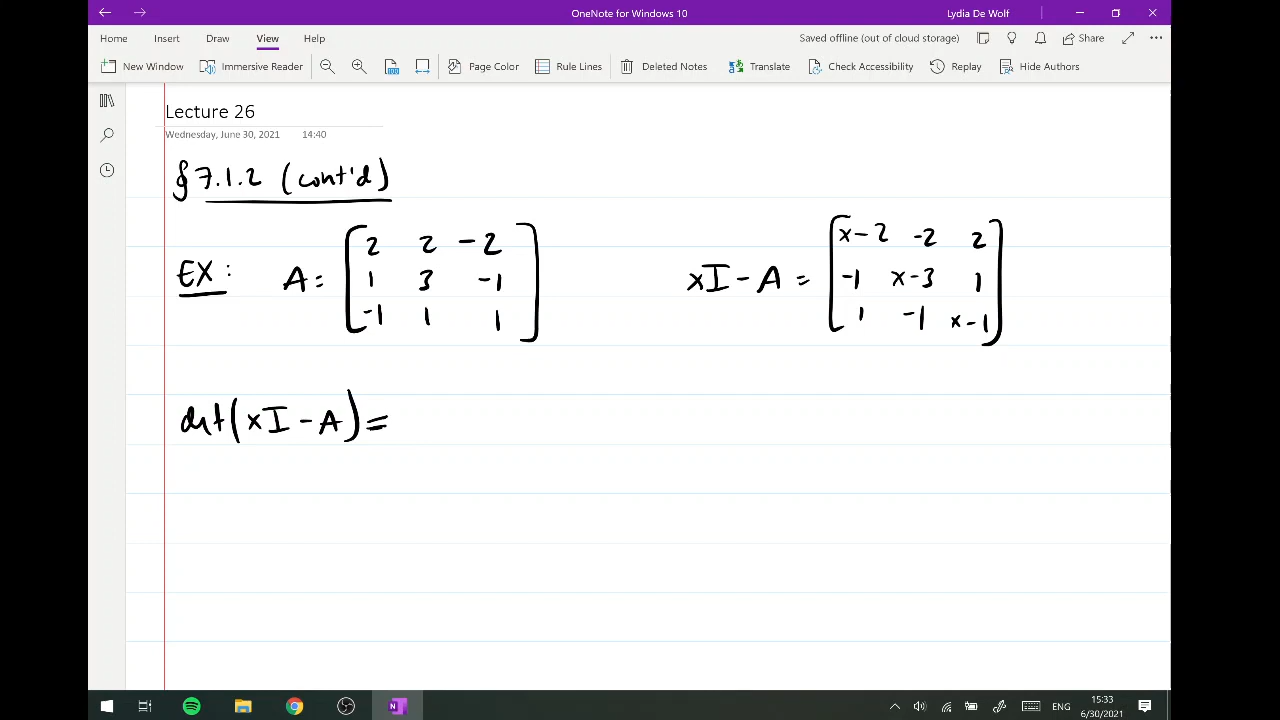 OneNote for Windows 10
Lydia De Wolf
Home Insert Draw View Help
Saved offline (out of cloud storage) Share
New Window Immersive Reader Page Color Rule Lines Deleted Notes Translate Check Accessibility Replay Hide Authors
Lecture 26
Wednesday, June 30, 2021 14:40
§ 7.1.2 (cont'd)
EX: A = [2 2 -2
1 3 -1
-1 1 1]
xI - A = [x-2 -2 2
-1 x-3 1
1 -1 x-1]
det(xI - A) =
ENG
15:33
6/30/2021